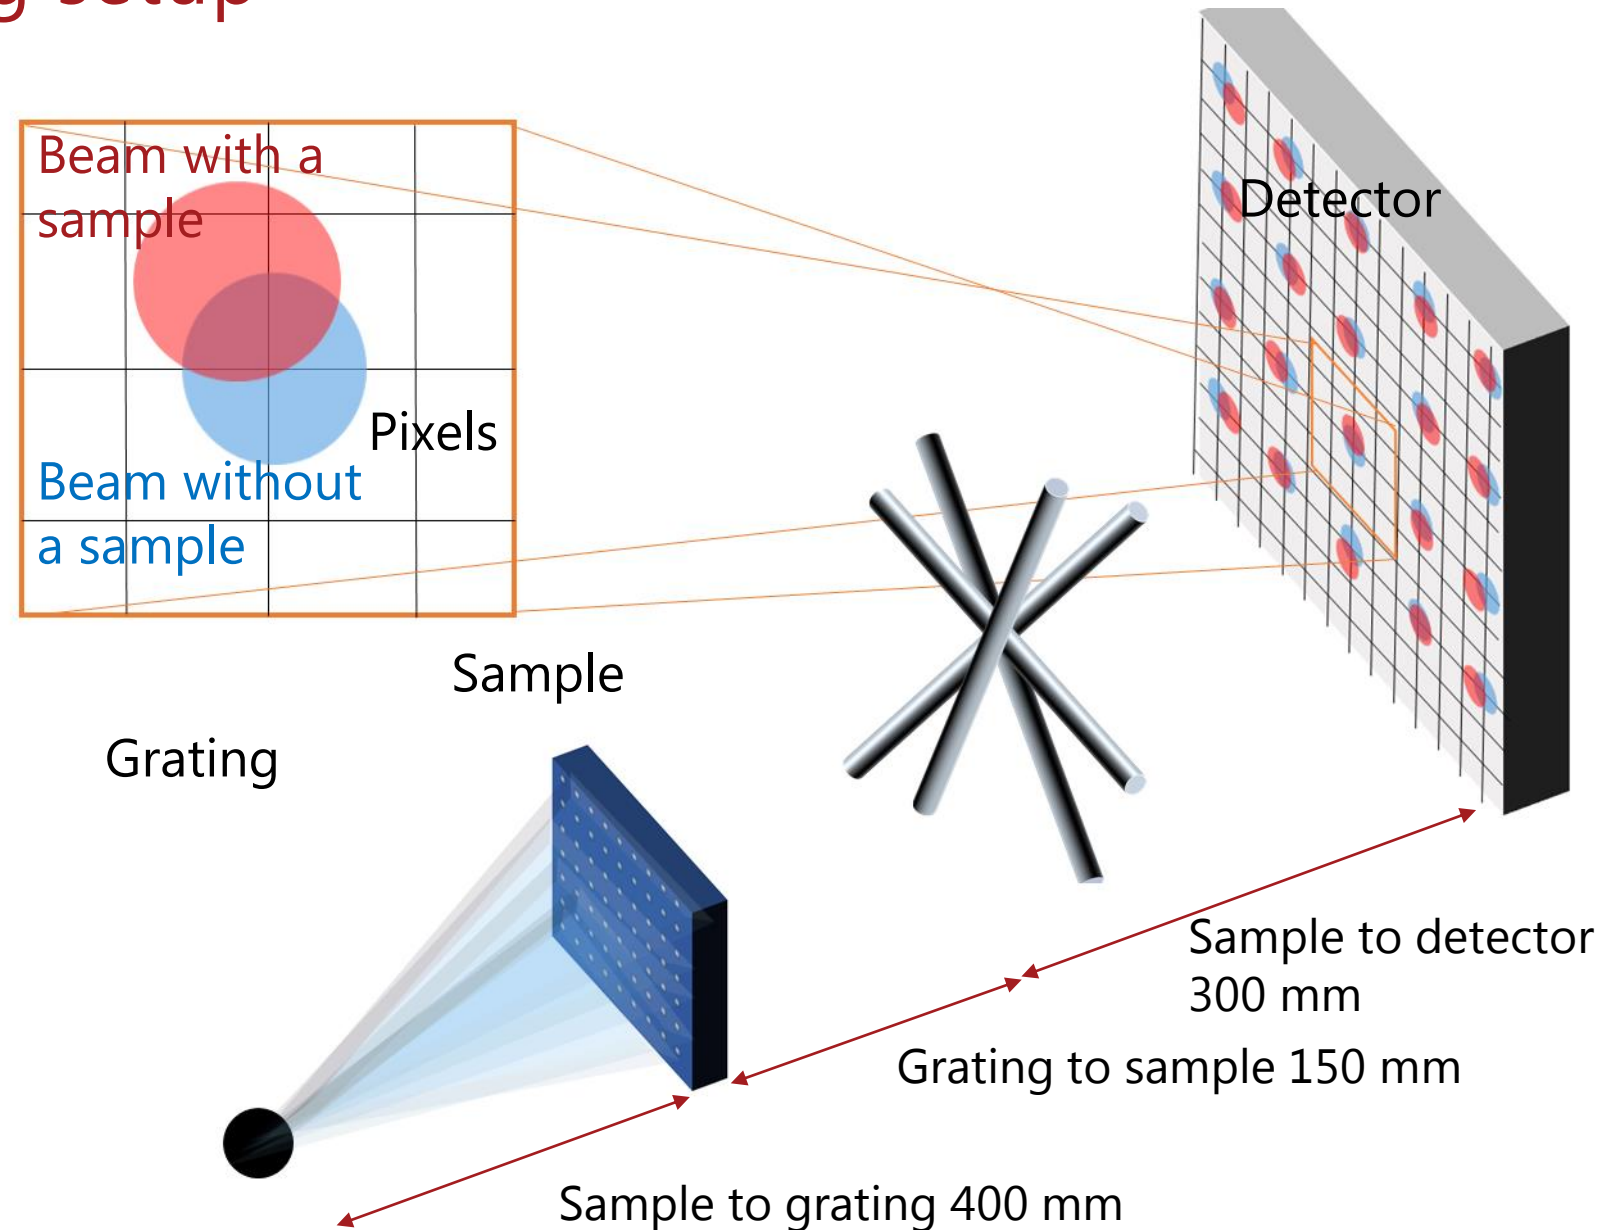 g setup
Beam with a
sample
Detector
Pixels
Beam without
a sample
Sample
Grating
Sample to detector
300 mm
Grating to sample 150 mm
Sample to grating 400 mm